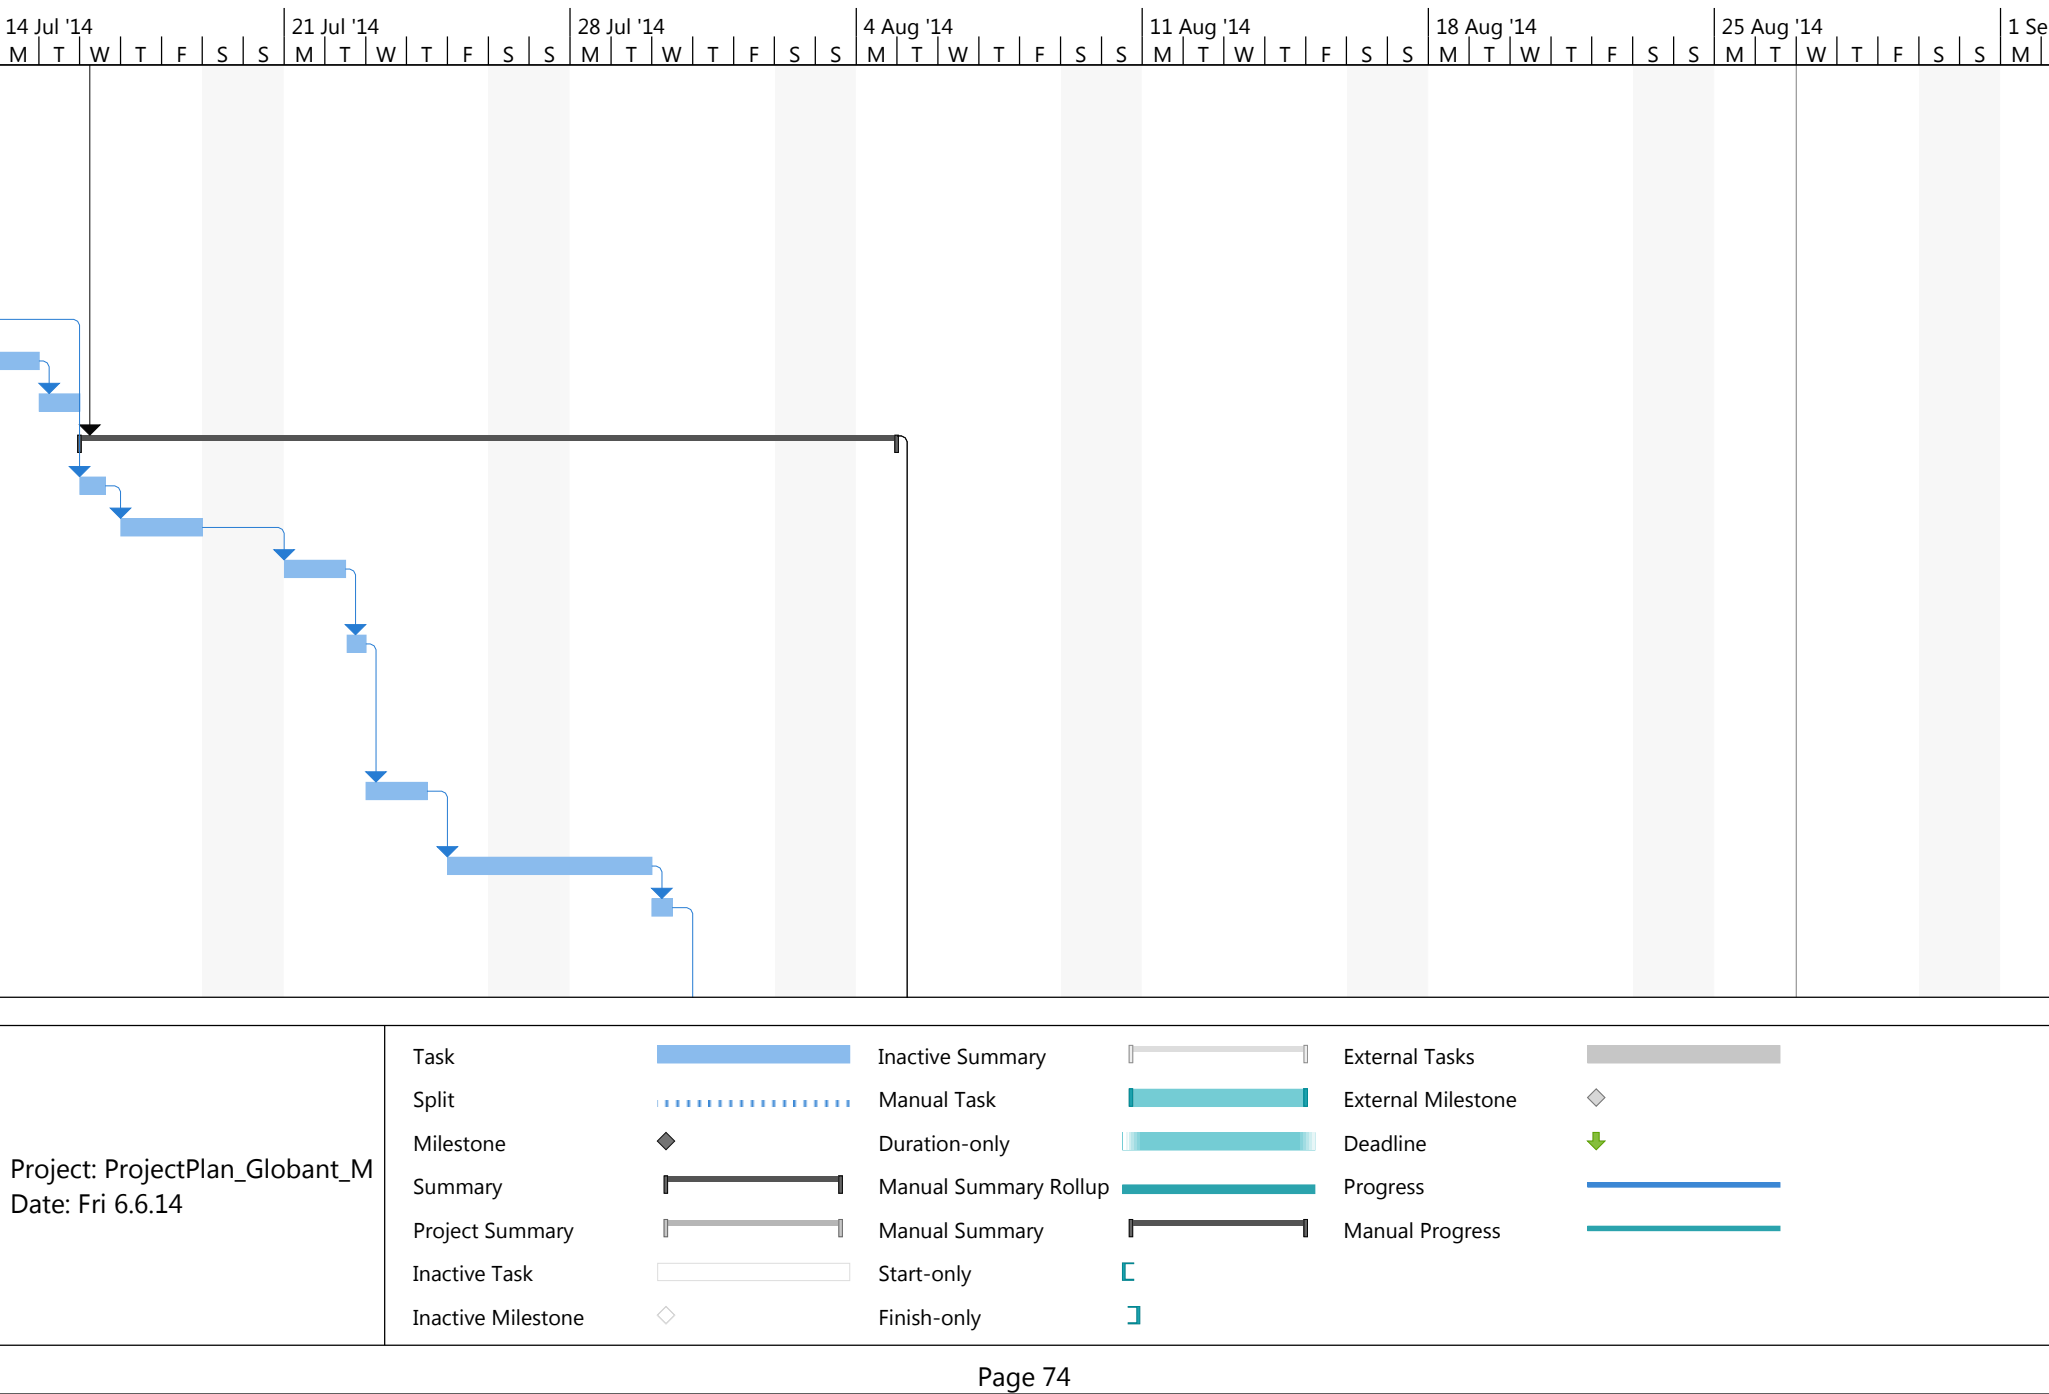 14 Jul '14 21 Jul '14 28 Jul '14 4 Aug '14 11 Aug '14 18 Aug '14 25 Aug '14 1 Se
M T W T F S S M T W T F S S M T W T F S S M T W T F S S M T W T F S S M T W T F S S M T W T F S S M
Project: ProjectPlan_Globant_M
Date: Fri 6.6.14
Task
Split
Milestone
Summary
Project Summary
Inactive Task
Inactive Milestone
Inactive Summary
Manual Task
Duration-only
Manual Summary Rollup
Manual Summary
Start-only
Finish-only
External Tasks
External Milestone
Deadline
Progress
Manual Progress
Page 74